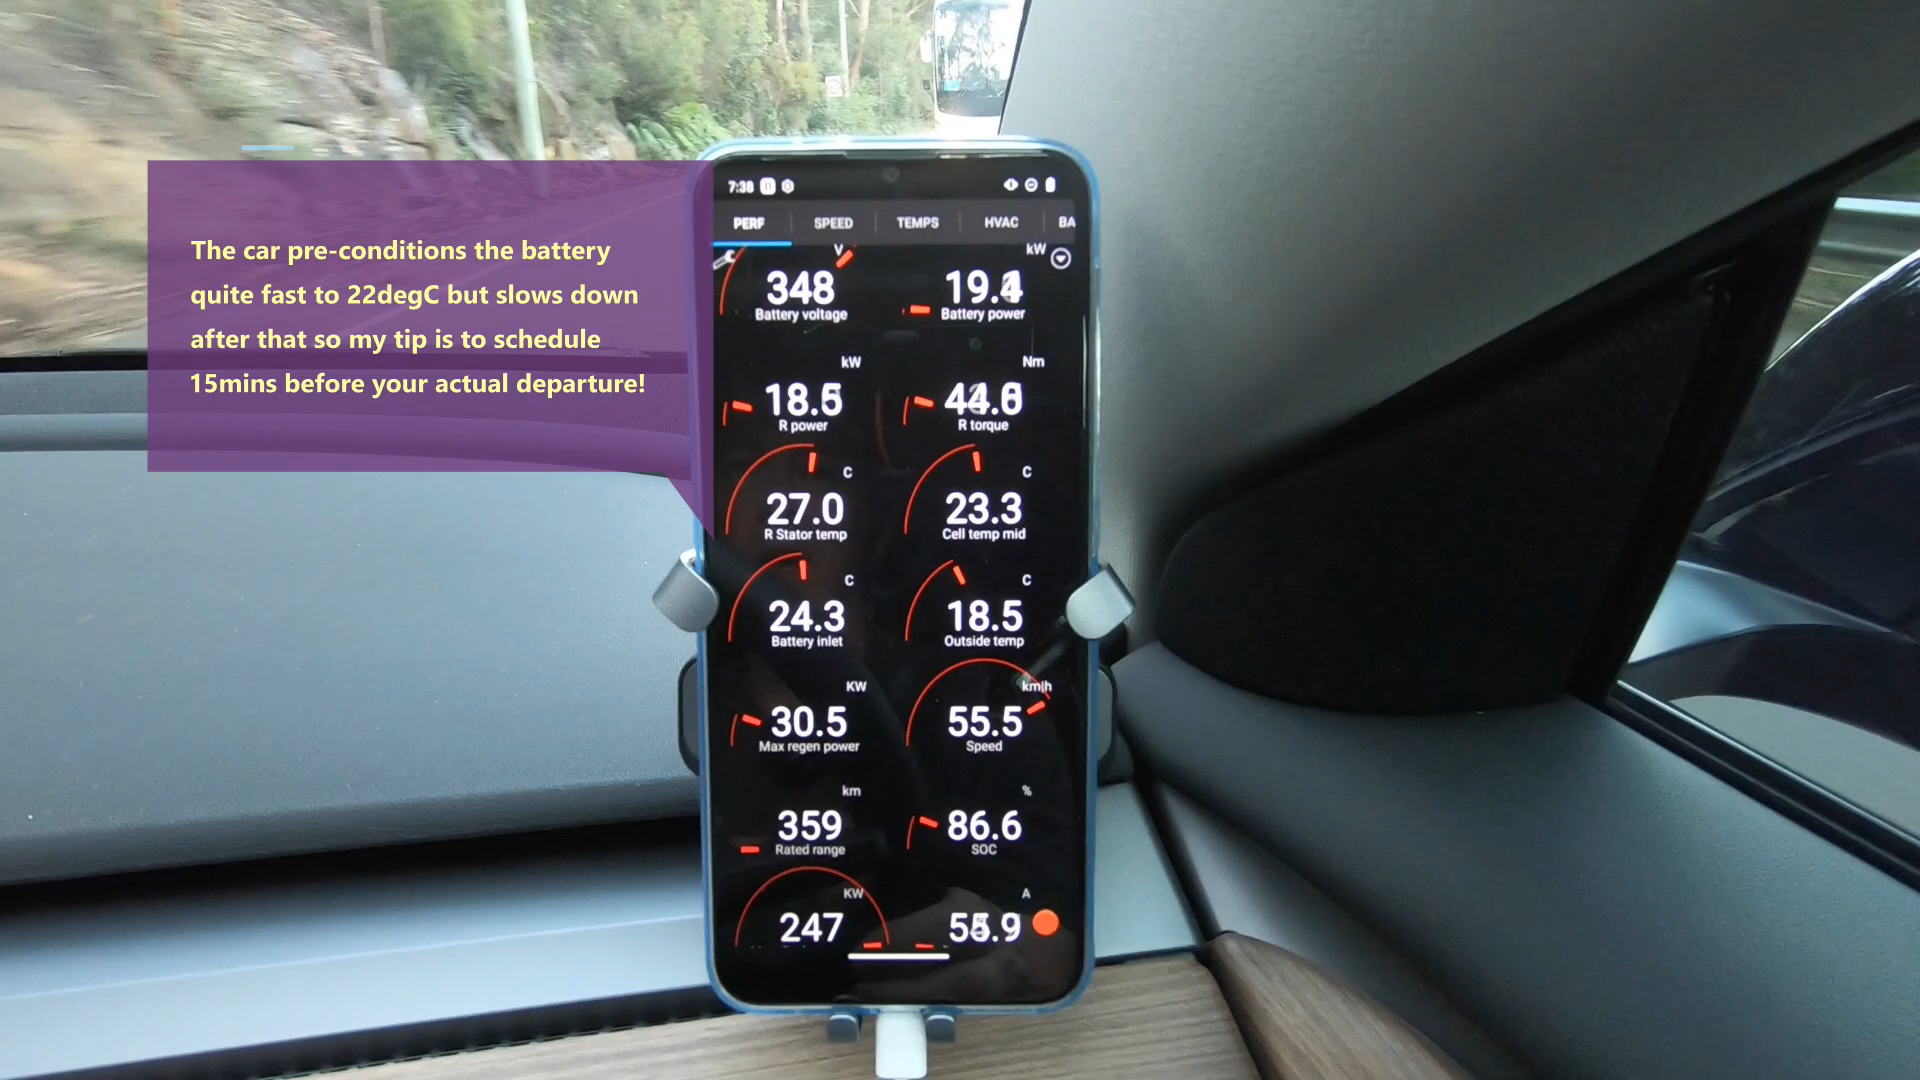 The car pre-conditions the battery
quite fast to 22degC but slows down
after that so my tip is to schedule
15mins before your actual departure!
7:38
PERF SPEED TEMPS HVAC BA
V kW
348 19.4
Battery voltage Battery power
kW Nm
18.5
R power R torque
C C
27.0 23.3
R Stator temp Cell temp mid
C C
24.3 18.5
Battery inlet Outside temp
KW km|h
30.5 55.5
Max regen power Speed
km %
359 86.6
Rated range SOC
KW A
247